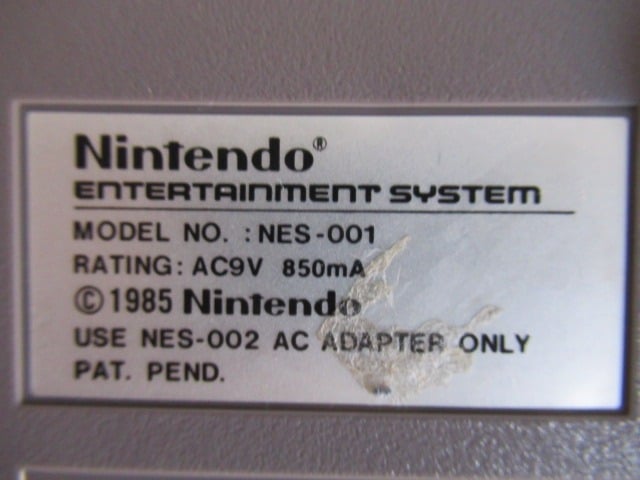 Nintendo®
ENTERTAINMENT SYSTEM
MODEL NO. : NES-001
RATING: AC9V 850mA
© 1985 Nintendo
USE NES-002 AC ADAPTER ONLY
PAT. PEND.